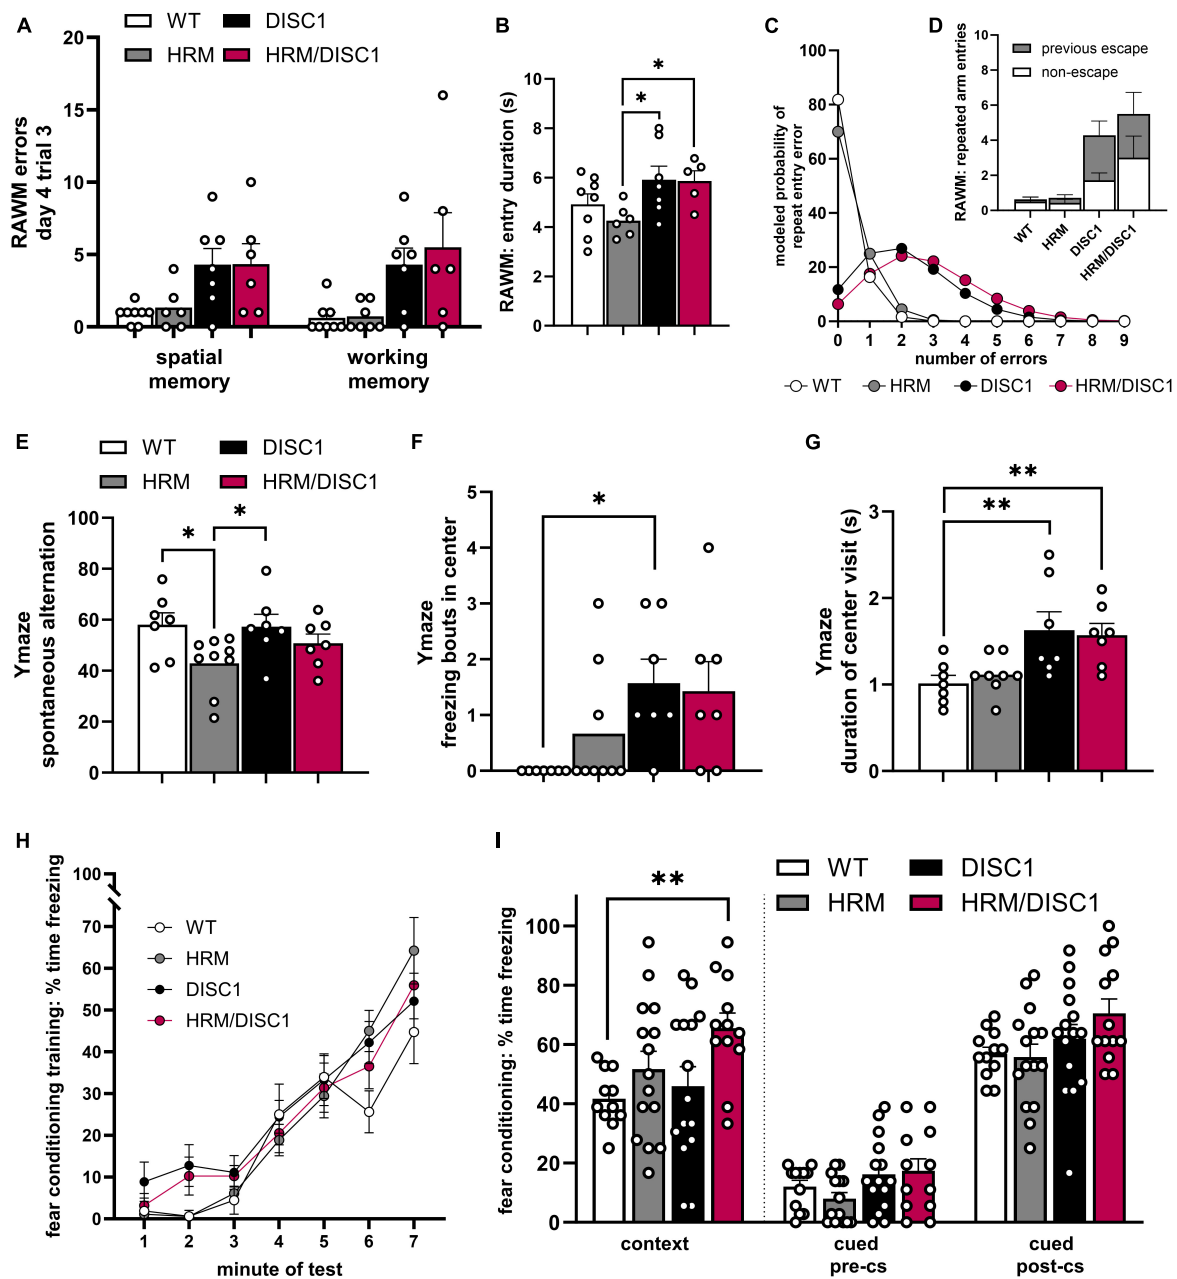 A
WT
DISC1
HRM
HRM/DISC1
RAWM errors
day 4 trial 3
20
15
10
5
0
spatial
memory
working
memory
B
RAWM: entry duration (s)
10
8
6
4
2
0
*
*
C
modeled probability of
repeat entry error
100
80
60
40
20
0
0 1 2 3 4 5 6 7 8 9
number of errors
WT HRM DISC1 HRM/DISC1
D
RAWM: repeated arm entries
10
8
6
4
2
0
previous escape
non-escape
WT
HRM
DISC1
HRM/DISC1
E
WT
DISC1
HRM
HRM/DISC1
Ymaze
spontaneous alternation
100
80
60
40
20
0
*
*
F
Ymaze
freezing bouts in center
5
4
3
2
1
0
*
G
Ymaze
duration of center visit (s)
3
2
1
0
**
**
H
fear conditioning training: % time freezing
100
70
60
50
40
30
20
10
0
WT
HRM
DISC1
HRM/DISC1
1 2 3 4 5 6 7
minute of test
I
WT
DISC1
HRM
HRM/DISC1
fear conditioning: % time freezing
100
80
60
40
20
0
**
context
cued
pre-cs
cued
post-cs